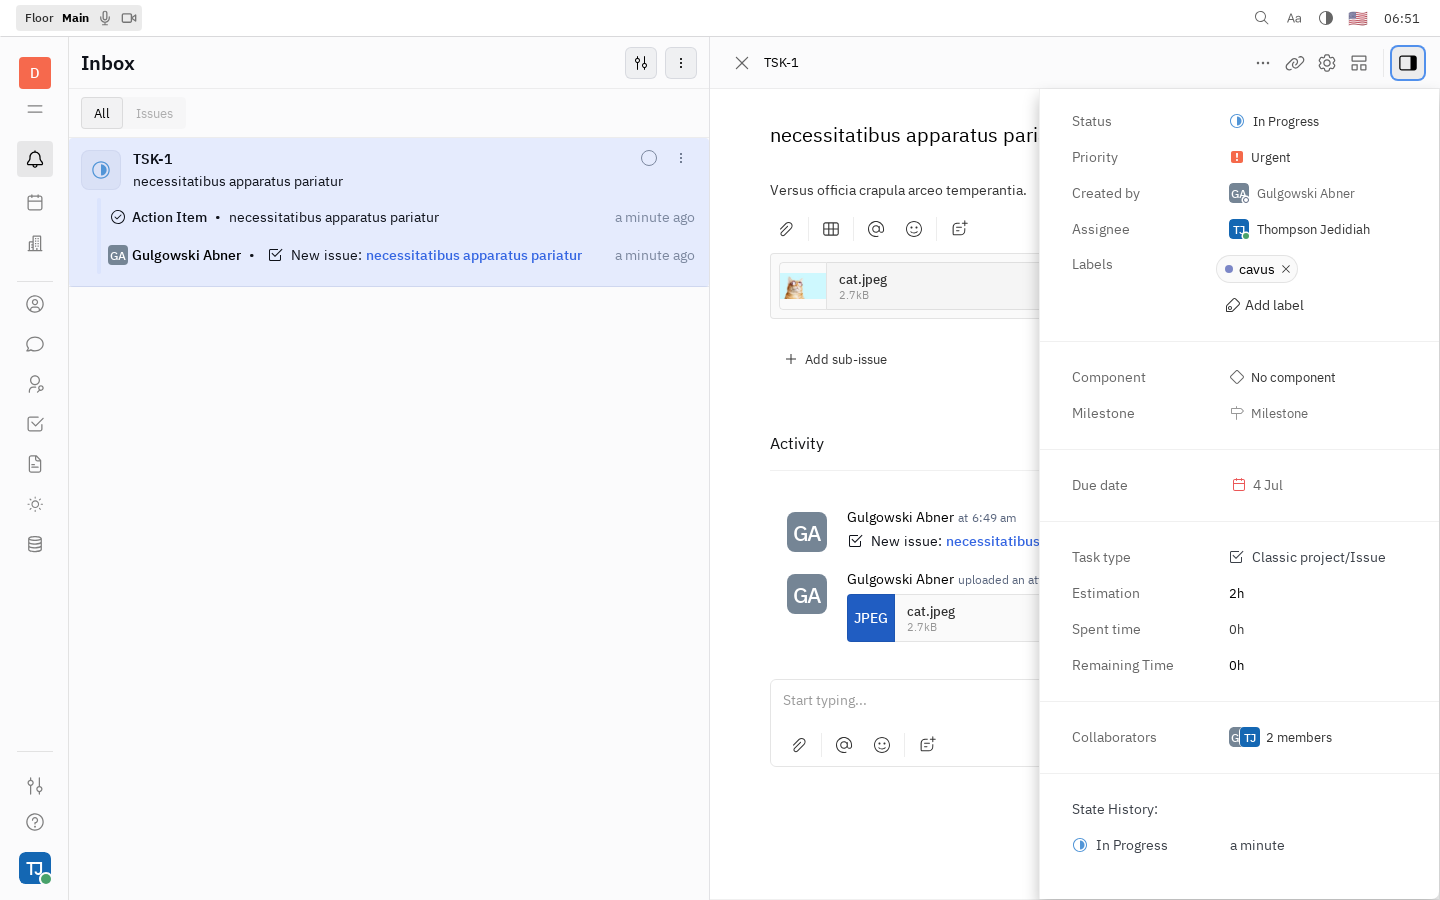 Floor Main
Aa
06:51
D
Inbox
All
Issues
TSK-1
necessitatibus apparatus pariatur
Action Item • necessitatibus apparatus pariatur
a minute ago
GA Gulgowski Abner • New issue: necessitatibus apparatus pariatur
a minute ago
TJ
TSK-1
necessitatibus apparatus pari
Versus officia crapula arceo temperantia.
cat.jpeg
2.7kB
Add sub-issue
Activity
GA
Gulgowski Abner at 6:49 am
New issue: necessitatibus
GA
Gulgowski Abner uploaded an at
JPEG
cat.jpeg
2.7kB
Start typing...
Status
In Progress
Priority
Urgent
Created by
GA Gulgowski Abner
Assignee
TJ Thompson Jedidiah
Labels
cavus
Add label
Component
No component
Milestone
Milestone
Due date
4 Jul
Task type
Classic project/Issue
Estimation
2h
Spent time
0h
Remaining Time
0h
Collaborators
G TJ 2 members
State History:
In Progress
a minute